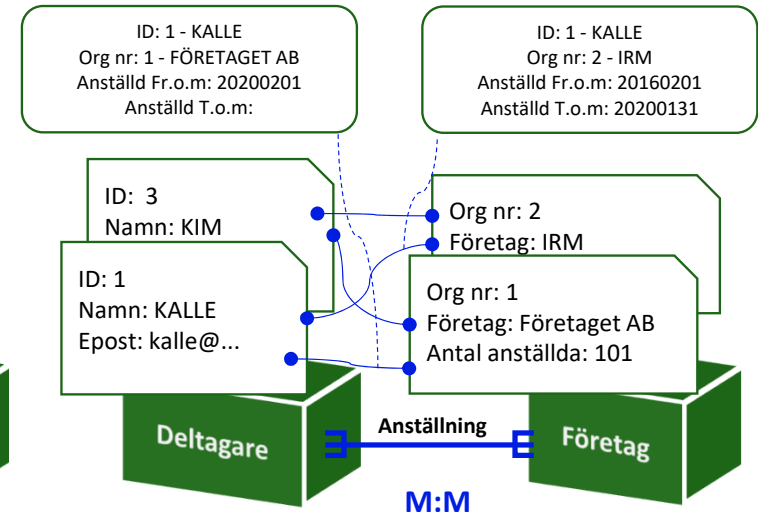 ID: 1 - KALLE
Org nr: 1 - FÖRETAGET AB
Anställd Fr.o.m: 20200201
Anställd T.o.m:
ID: 1 - KALLE
Org nr: 2 - IRM
Anställd Fr.o.m: 20160201
Anställd T.o.m: 20200131
ID: 3
Namn: KIM
Org nr: 2
Företag: IRM
ID: 1
Namn: KALLE
Epost: kalle@...
Org nr: 1
Företag: Företaget AB
Antal anställda: 101
Deltagare
Anställning
Företag
M:M